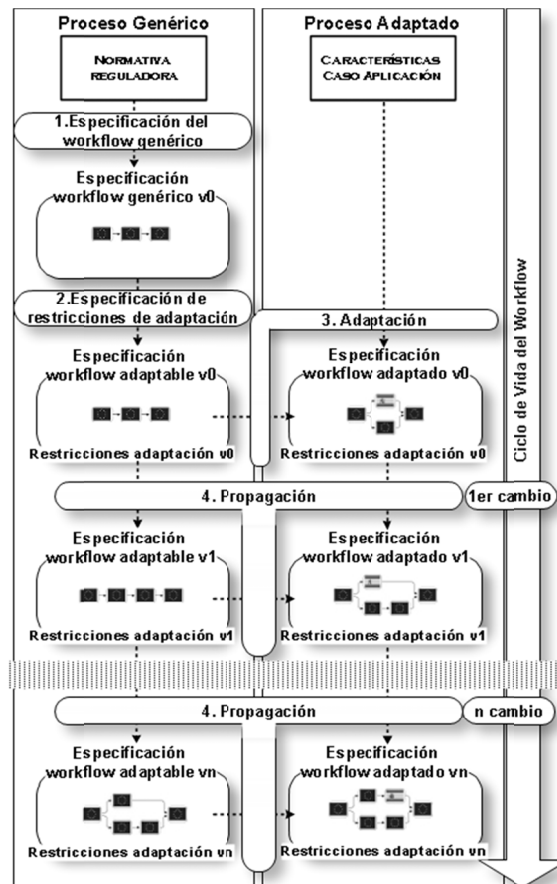 Proceso Genérico
Proceso Adaptado
NORMATIVA
REGULADORA
CARACTERÍSTICAS
CASO APLICACIÓN
1.Especificación del
workflow genérico
Especificación
workflow genérico v0
2.Especificación de
restricciones de adaptación
3. Adaptación
Especificación
workflow adaptable v0
Restricciones adaptación v0
Especificación
workflow adaptado v0
Restricciones adaptación v0
Ciclo de Vida del Workflow
4. Propagación
1er cambio
Especificación
workflow adaptable v1
Restricciones adaptación v1
Especificación
workflow adaptado v1
Restricciones adaptación v1
4. Propagación
n cambio
Especificación
workflow adaptable vn
Restricciones adaptación vn
Especificación
workflow adaptado vn
Restricciones adaptación vn